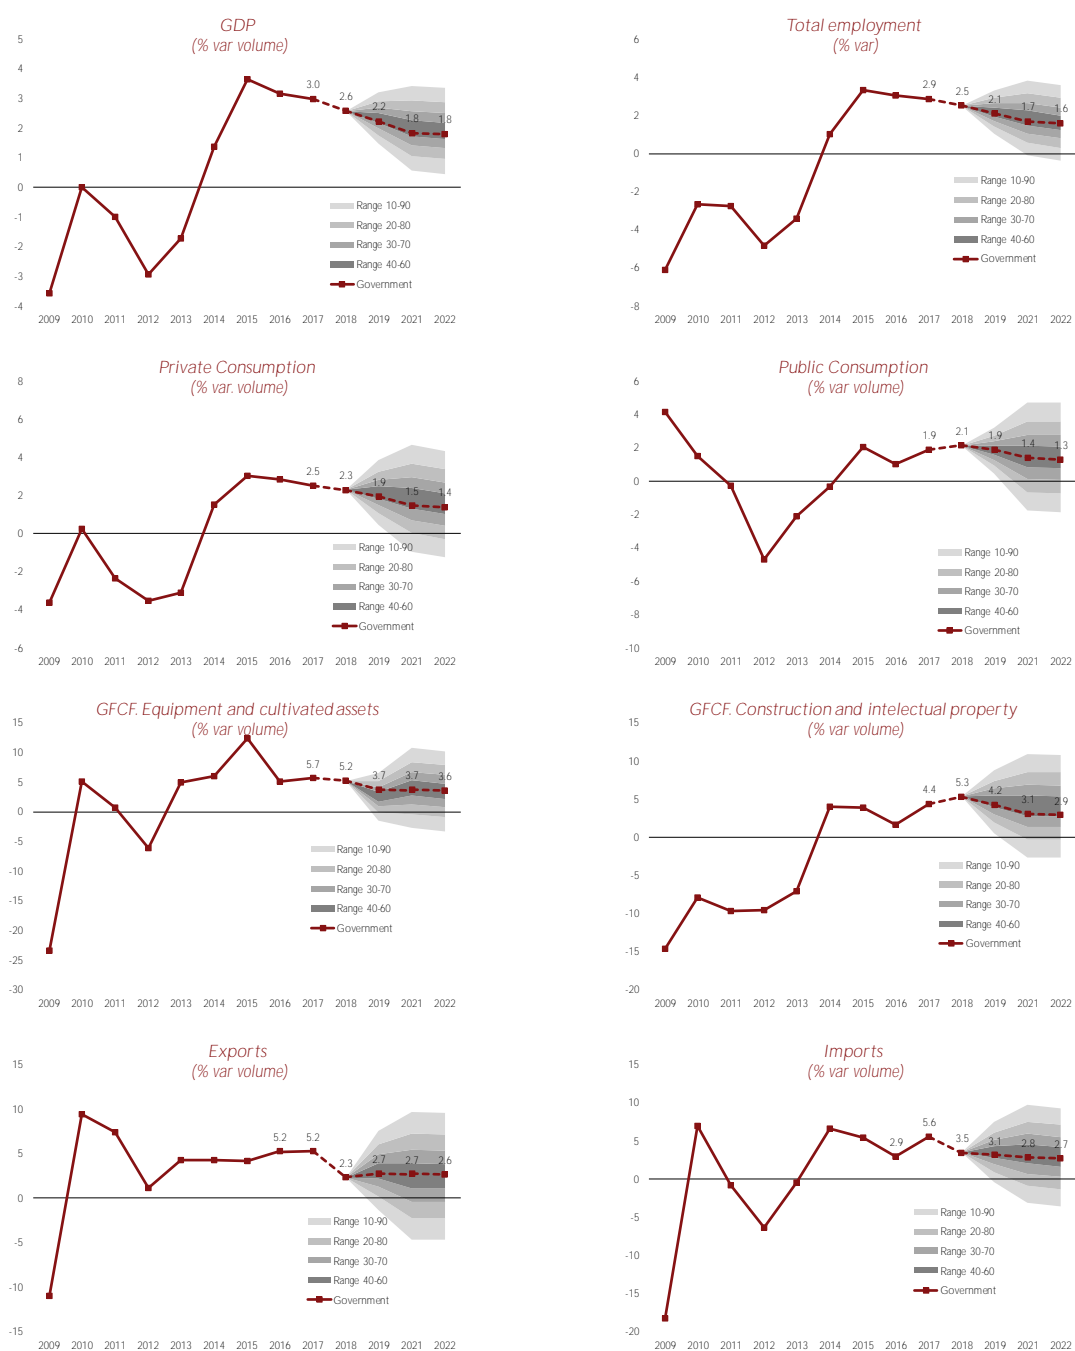 GDP
(% var volume)
5
4
3
2
1
0
-1
-2
-3
-4
3.0
2.6
2.2
1.8
1.8
Range 10-90
Range 20-80
Range 30-70
Range 40-60
Government
2009 2010 2011 2012 2013 2014 2015 2016 2017 2018 2019 2021 2022
Total employment
(% var)
6
4
2
0
-2
-4
-6
-8
2.9
2.5
2.1
1.7
1.6
Range 10-90
Range 20-80
Range 30-70
Range 40-60
Government
2009 2010 2011 2012 2013 2014 2015 2016 2017 2018 2019 2021 2022
Private Consumption
(% var. volume)
8
6
4
2
0
-2
-4
-6
2.5
2.3
1.9
1.5
1.4
Range 10-90
Range 20-80
Range 30-70
Range 40-60
Government
2009 2010 2011 2012 2013 2014 2015 2016 2017 2018 2019 2021 2022
Public Consumption
(% var volume)
6
4
2
0
-2
-4
-6
-8
-10
1.9
2.1
1.9
1.4
1.3
Range 10-90
Range 20-80
Range 30-70
Range 40-60
Government
2009 2010 2011 2012 2013 2014 2015 2016 2017 2018 2019 2021 2022
GFCF. Equipment and cultivated assets
(% var volume)
15
10
5
0
-5
-10
-15
-20
-25
-30
5.7
5.2
3.7
3.7
3.6
Range 10-90
Range 20-80
Range 30-70
Range 40-60
Government
2009 2010 2011 2012 2013 2014 2015 2016 2017 2018 2019 2021 2022
GFCF. Construction and intelectual property
(% var volume)
15
10
5
0
-5
-10
-15
-20
4.4
5.3
4.2
3.1
2.9
Range 10-90
Range 20-80
Range 30-70
Range 40-60
Government
2009 2010 2011 2012 2013 2014 2015 2016 2017 2018 2019 2021 2022
Exports
(% var volume)
15
10
5
0
-5
-10
-15
5.2
5.2
2.3
2.7
2.7
2.6
Range 10-90
Range 20-80
Range 30-70
Range 40-60
Government
2009 2010 2011 2012 2013 2014 2015 2016 2017 2018 2019 2021 2022
Imports
(% var volume)
15
10
5
0
-5
-10
-15
-20
2.9
5.6
3.5
3.1
2.8
2.7
Range 10-90
Range 20-80
Range 30-70
Range 40-60
Government
2009 2010 2011 2012 2013 2014 2015 2016 2017 2018 2019 2021 2022